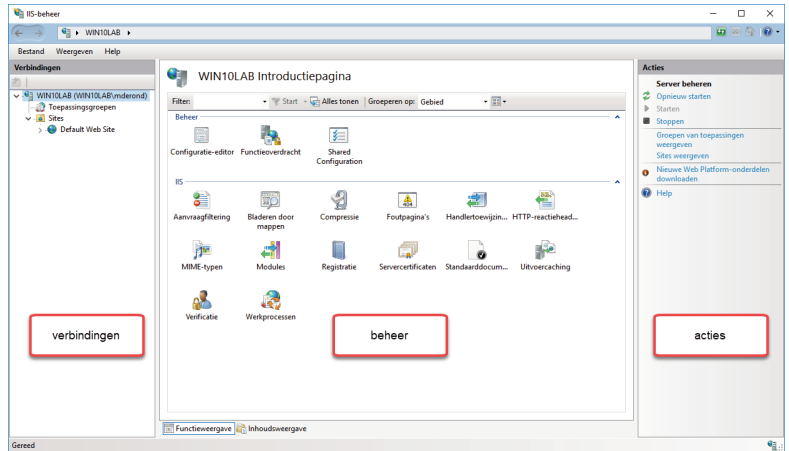 IIS-beheer
WIN10LAB
Bestand Weergeven Help
Verbindingen
WIN10LAB (WIN10LAB\mderond)
Toepassingsgroepen
Sites
Default Web Site
verbindingen
WIN10LAB Introductiepagina
Filter: Start Alles tonen Groeperen op: Gebied
Beheer
Configuratie-editor Functieoverdracht Shared
Configuration
IIS
Aanvraagfiltering Bladeren door Compressie Foutpagina's Handlertoewijzin... HTTP-reactiehead...
mappen
MIME-typen Modules Registratie Servercertificaten Standaarddocum... Uitvoercaching
Verificatie Werkprocessen
beheer
Functieweergave Inhoudsweergave
Acties
Server beheren
Opnieuw starten
Starten
Stoppen
Groepen van toepassingen
weergeven
Sites weergeven
Nieuwe Web Platform-onderdelen
downloaden
Help
acties
Gereed